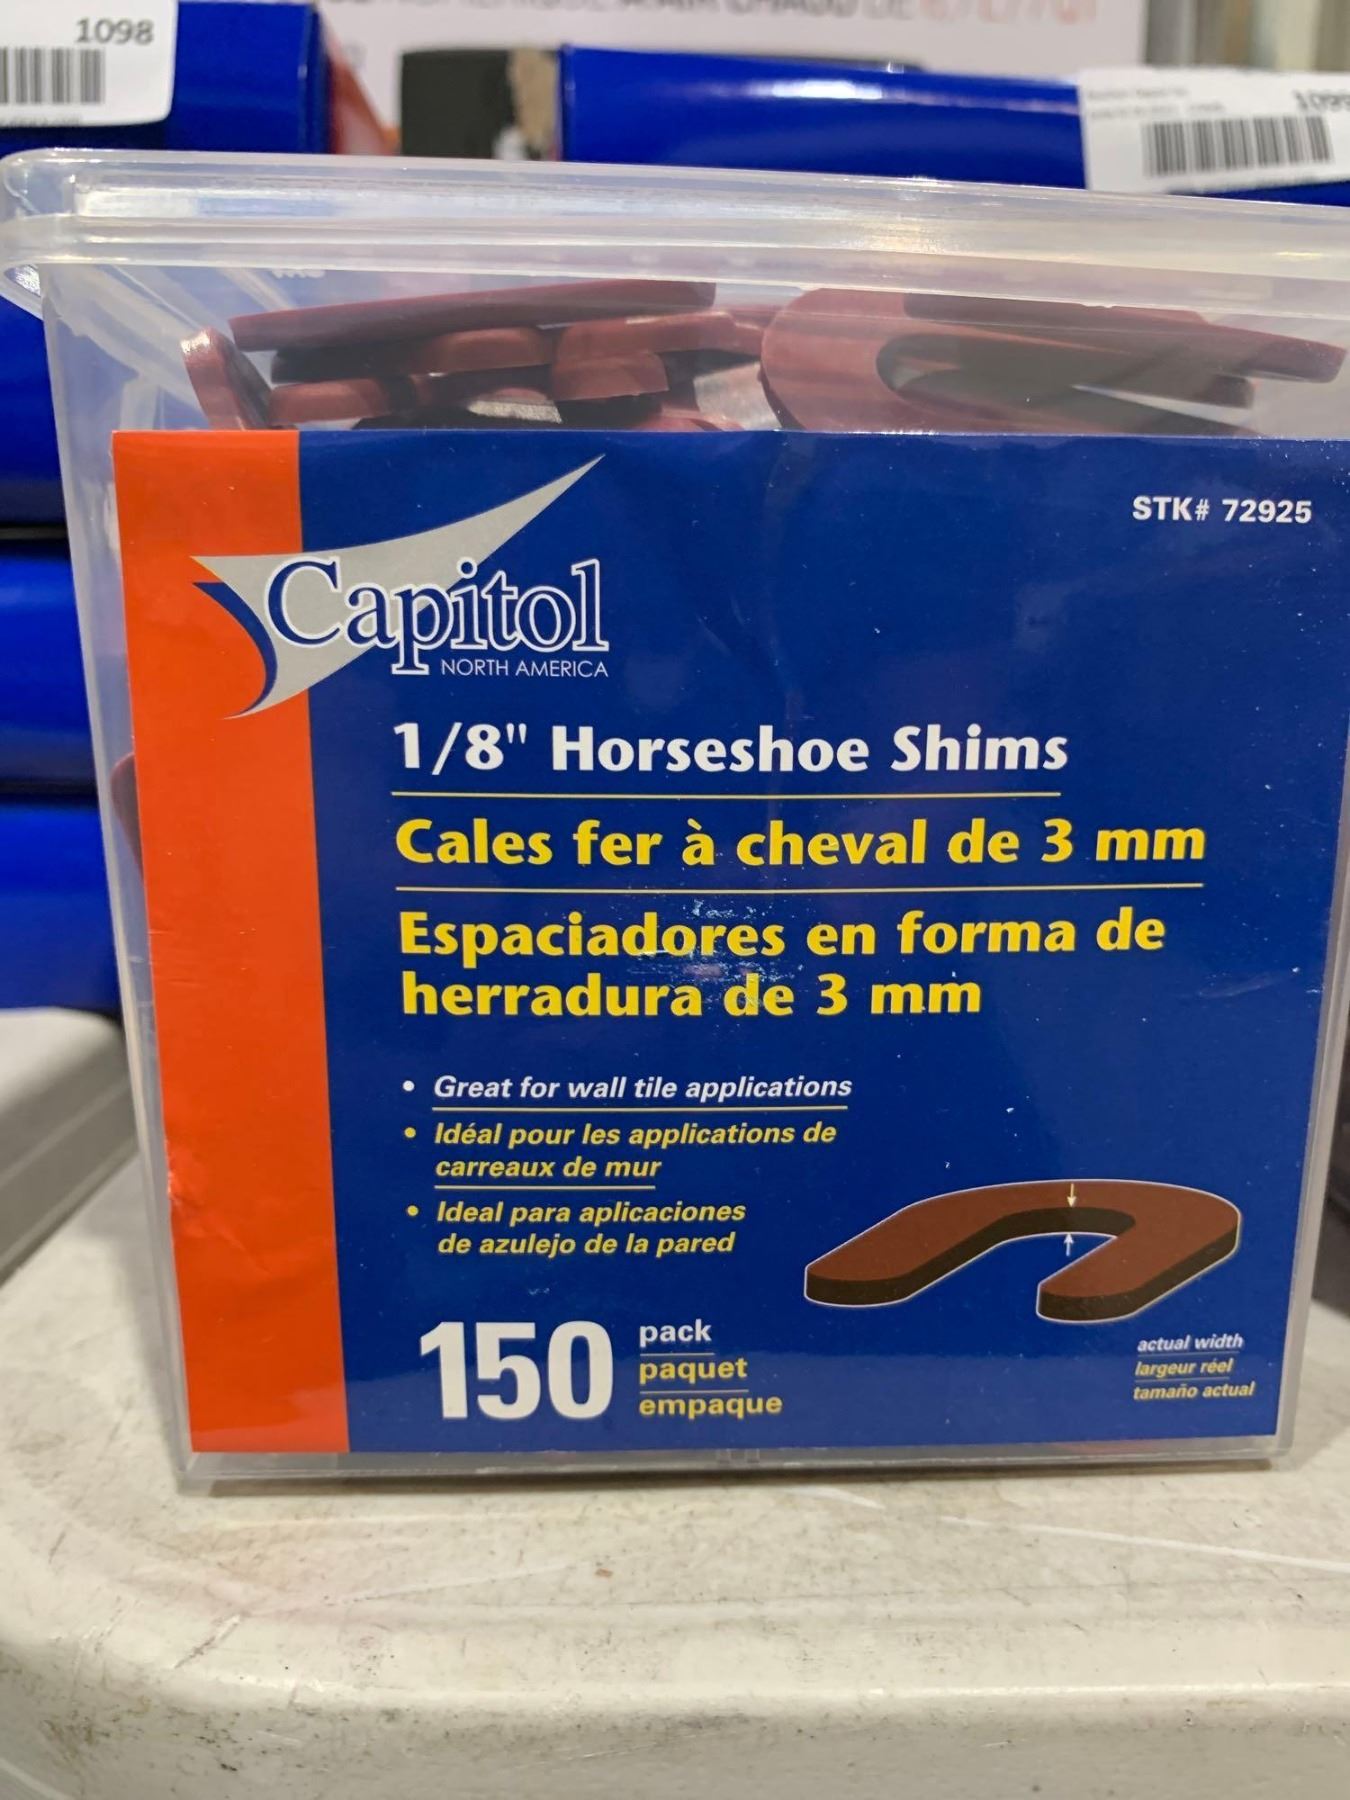 1098
STK# 72925
Capitol
NORTH AMERICA
1/8" Horseshoe Shims
Cales fer à cheval de 3 mm
Espaciadores en forma de
herradura de 3 mm
• Great for wall tile applications
• Idéal pour les applications de
carreaux de mur
• Ideal para aplicaciones
de azulejo de la pared
150
pack
paquet
empaque
actual width
largeur réel
tamaño actual